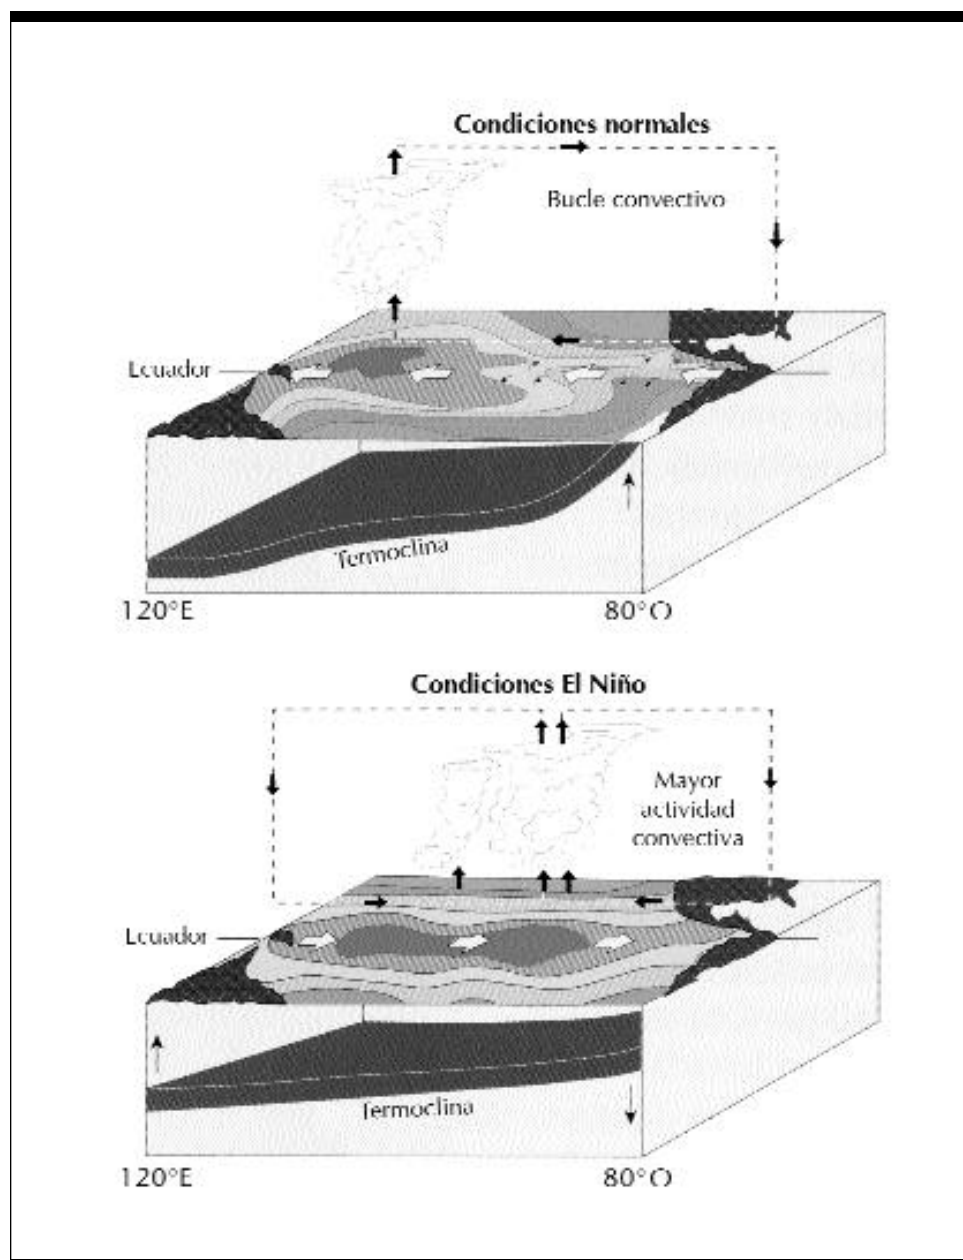 Condiciones normales
Bucle convectivo
Ecuador
Termoclina
120°E
80°O
Condiciones El Niño
Mayor
actividad
convectiva
Ecuador
Termoclina
120°E
80°O